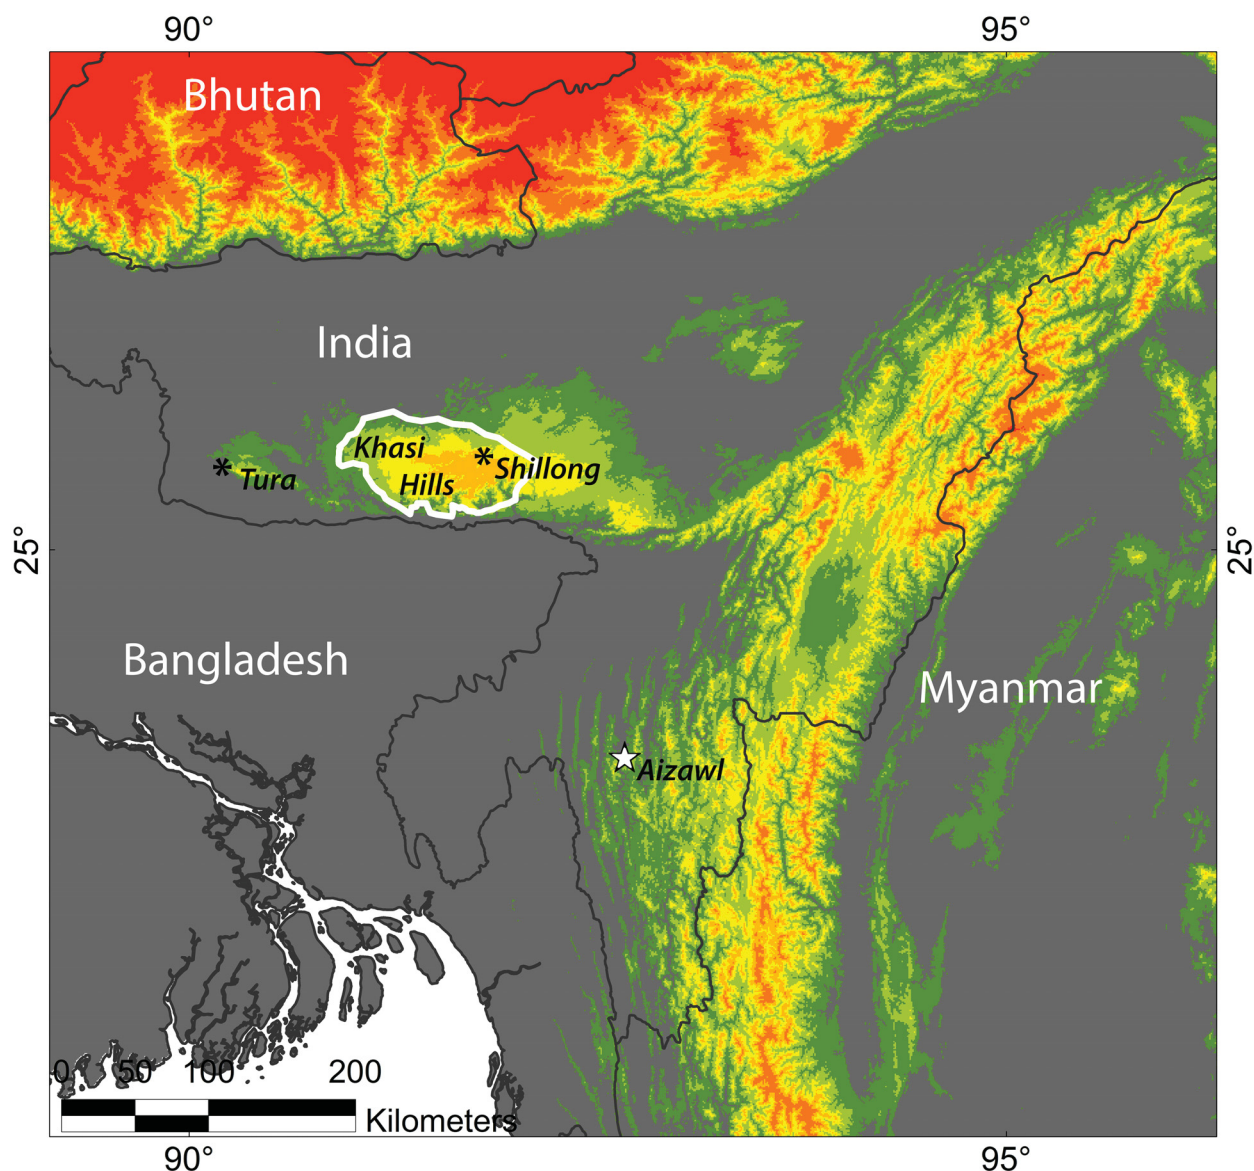 90° 95°
Bhutan
India
Khasi
Hills
* Shillong
* Tura
25° 25°
Bangladesh
Myanmar
Aizawl
0 50 100 200
Kilometers
90° 95°